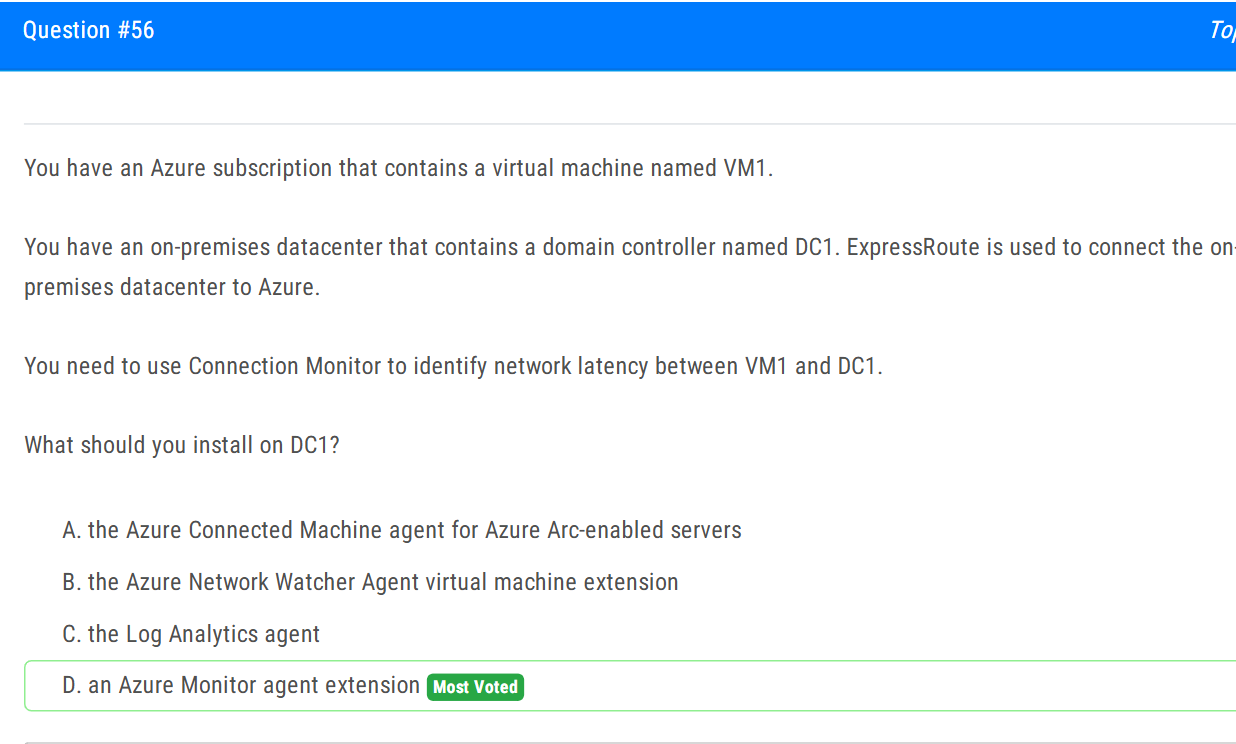 Question #56
You have an Azure subscription that contains a virtual machine named VM1.
You have an on-premises datacenter that contains a domain controller named DC1. ExpressRoute is used to connect the on-
premises datacenter to Azure.
You need to use Connection Monitor to identify network latency between VM1 and DC1.
What should you install on DC1?
A. the Azure Connected Machine agent for Azure Arc-enabled servers
B. the Azure Network Watcher Agent virtual machine extension
C. the Log Analytics agent
D. an Azure Monitor agent extension Most Voted